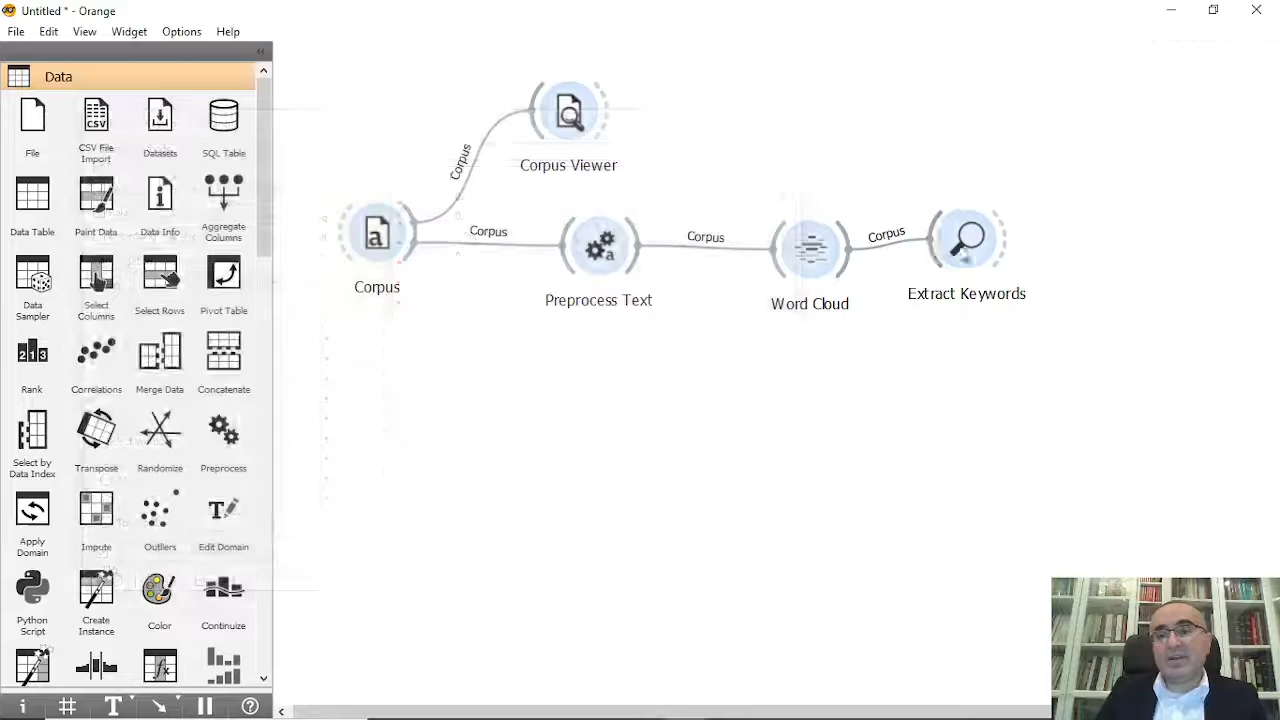 Untitled * - Orange
File Edit View Widget Options Help
Data
File
CSV File Import
Datasets
SQL Table
Data Table
Paint Data
Data Info
Aggregate Columns
Data Sampler
Select Columns
Select Rows
Pivot Table
Rank
Correlations
Merge Data
Concatenate
Select by Data Index
Transpose
Randomize
Preprocess
Apply Domain
Impute
Outliers
Edit Domain
Python Script
Create Instance
Color
Continuize
Corpus
Corpus Viewer
Corpus
Corpus
Corpus
Corpus
Corpus
Preprocess Text
Word Cloud
Extract Keywords